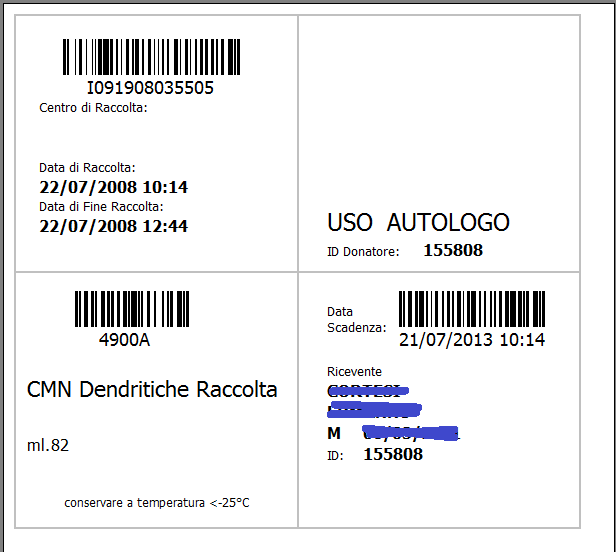 I091908035505
Centro di Raccolta:
Data di Raccolta:
22/07/2008 10:14
Data di Fine Raccolta:
22/07/2008 12:44
USO AUTOLOGO
ID Donatore: 155808
4900A
CMN Dendritiche Raccolta
ml.82
conservare a temperatura <-25°C
Data
Scadenza:
21/07/2013 10:14
Ricevente
M
ID: 155808